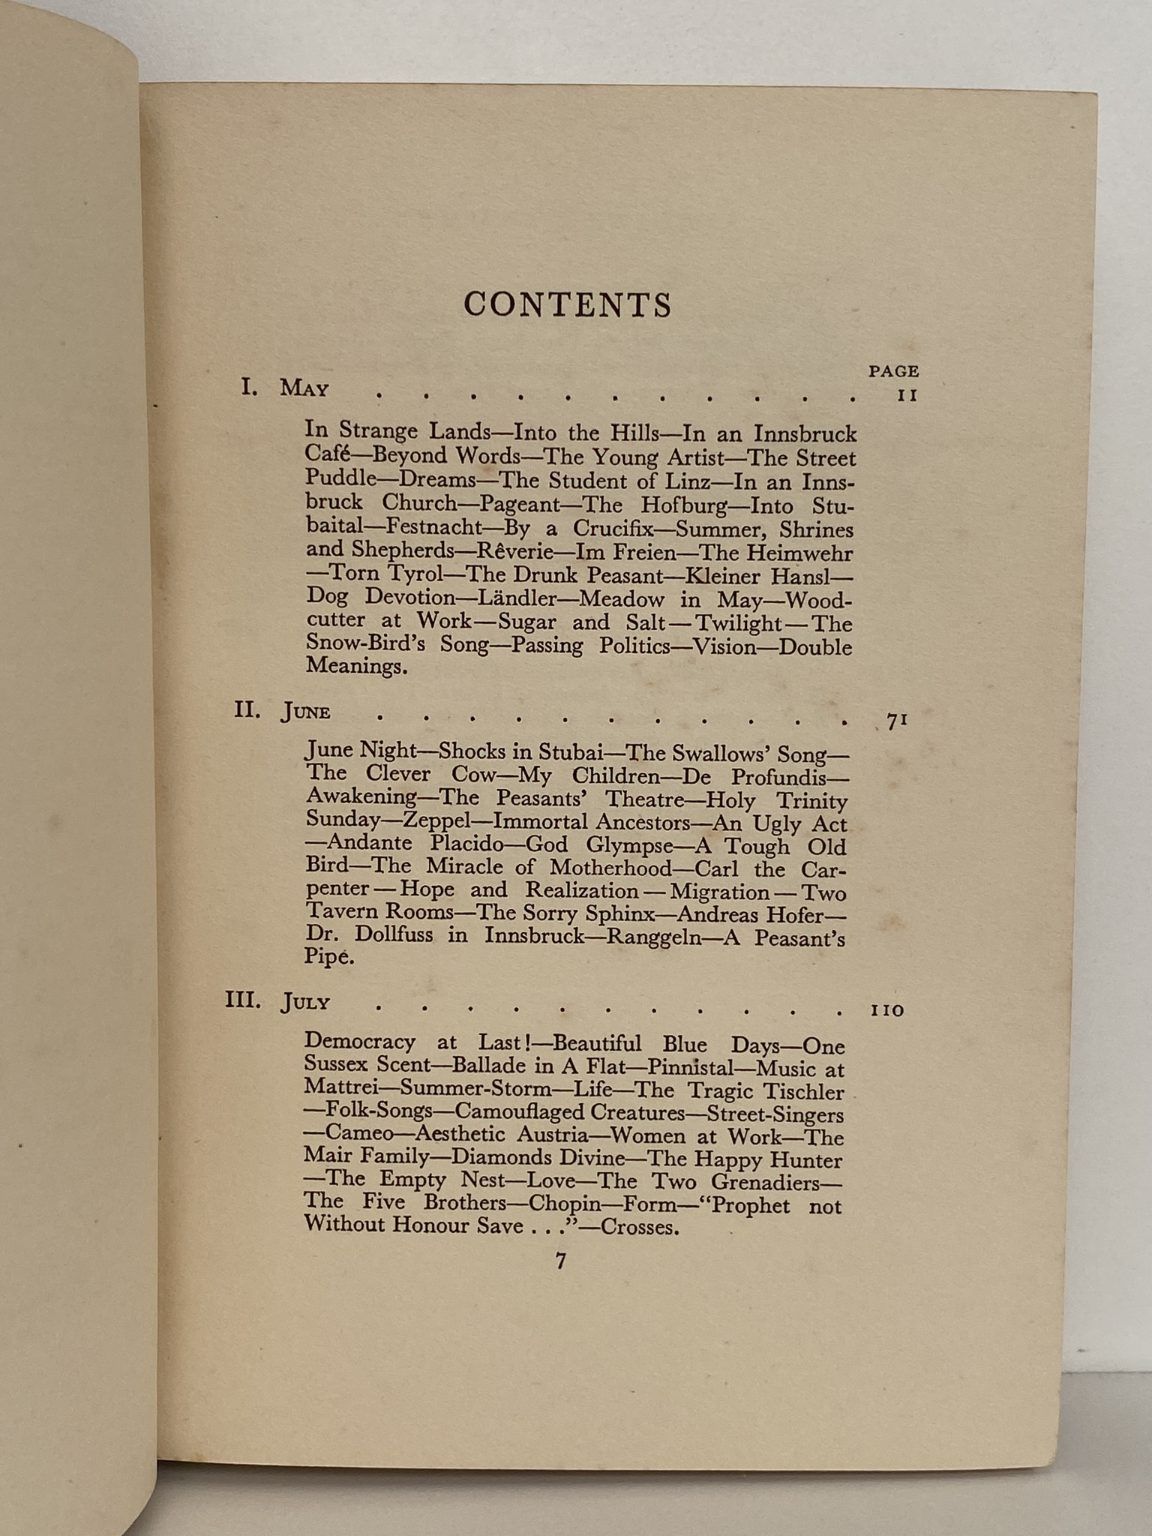 CONTENTS
PAGE
I. May . . . . . . . . . . . 11
In Strange Lands—Into the Hills—In an Innsbruck
Café—Beyond Words—The Young Artist—The Street
Puddle—Dreams—The Student of Linz—In an Inns-
bruck Church—Pageant—The Hofburg—Into Stu-
baital—Festnacht—By a Crucifix—Summer, Shrines
and Shepherds—Rêverie—Im Freien—The Heimwehr
—Torn Tyrol—The Drunk Peasant—Kleiner Hansl—
Dog Devotion—Ländler—Meadow in May—Wood-
cutter at Work—Sugar and Salt—Twilight—The
Snow-Bird's Song—Passing Politics—Vision—Double
Meanings.
II. June . . . . . . . . . . . 71
June Night—Shocks in Stubai—The Swallows' Song—
The Clever Cow—My Children—De Profundis—
Awakening—The Peasants' Theatre—Holy Trinity
Sunday—Zeppel—Immortal Ancestors—An Ugly Act
—Andante Placido—God Glympse—A Tough Old
Bird—The Miracle of Motherhood—Carl the Car-
penter—Hope and Realization—Migration—Two
Tavern Rooms—The Sorry Sphinx—Andreas Hofer—
Dr. Dollfuss in Innsbruck—Ranggeln—A Peasant's
Pipe.
III. July . . . . . . . . . . . 110
Democracy at Last!—Beautiful Blue Days—One
Sussex Scent—Ballade in A Flat—Pinnistal—Music at
Mattrei—Summer-Storm—Life—The Tragic Tischler
—Folk-Songs—Camouflaged Creatures—Street-Singers
—Cameo—Aesthetic Austria—Women at Work—The
Mair Family—Diamonds Divine—The Happy Hunter
—The Empty Nest—Love—The Two Grenadiers—
The Five Brothers—Chopin—Form—"Prophet not
Without Honour Save . . ."—Crosses.
7